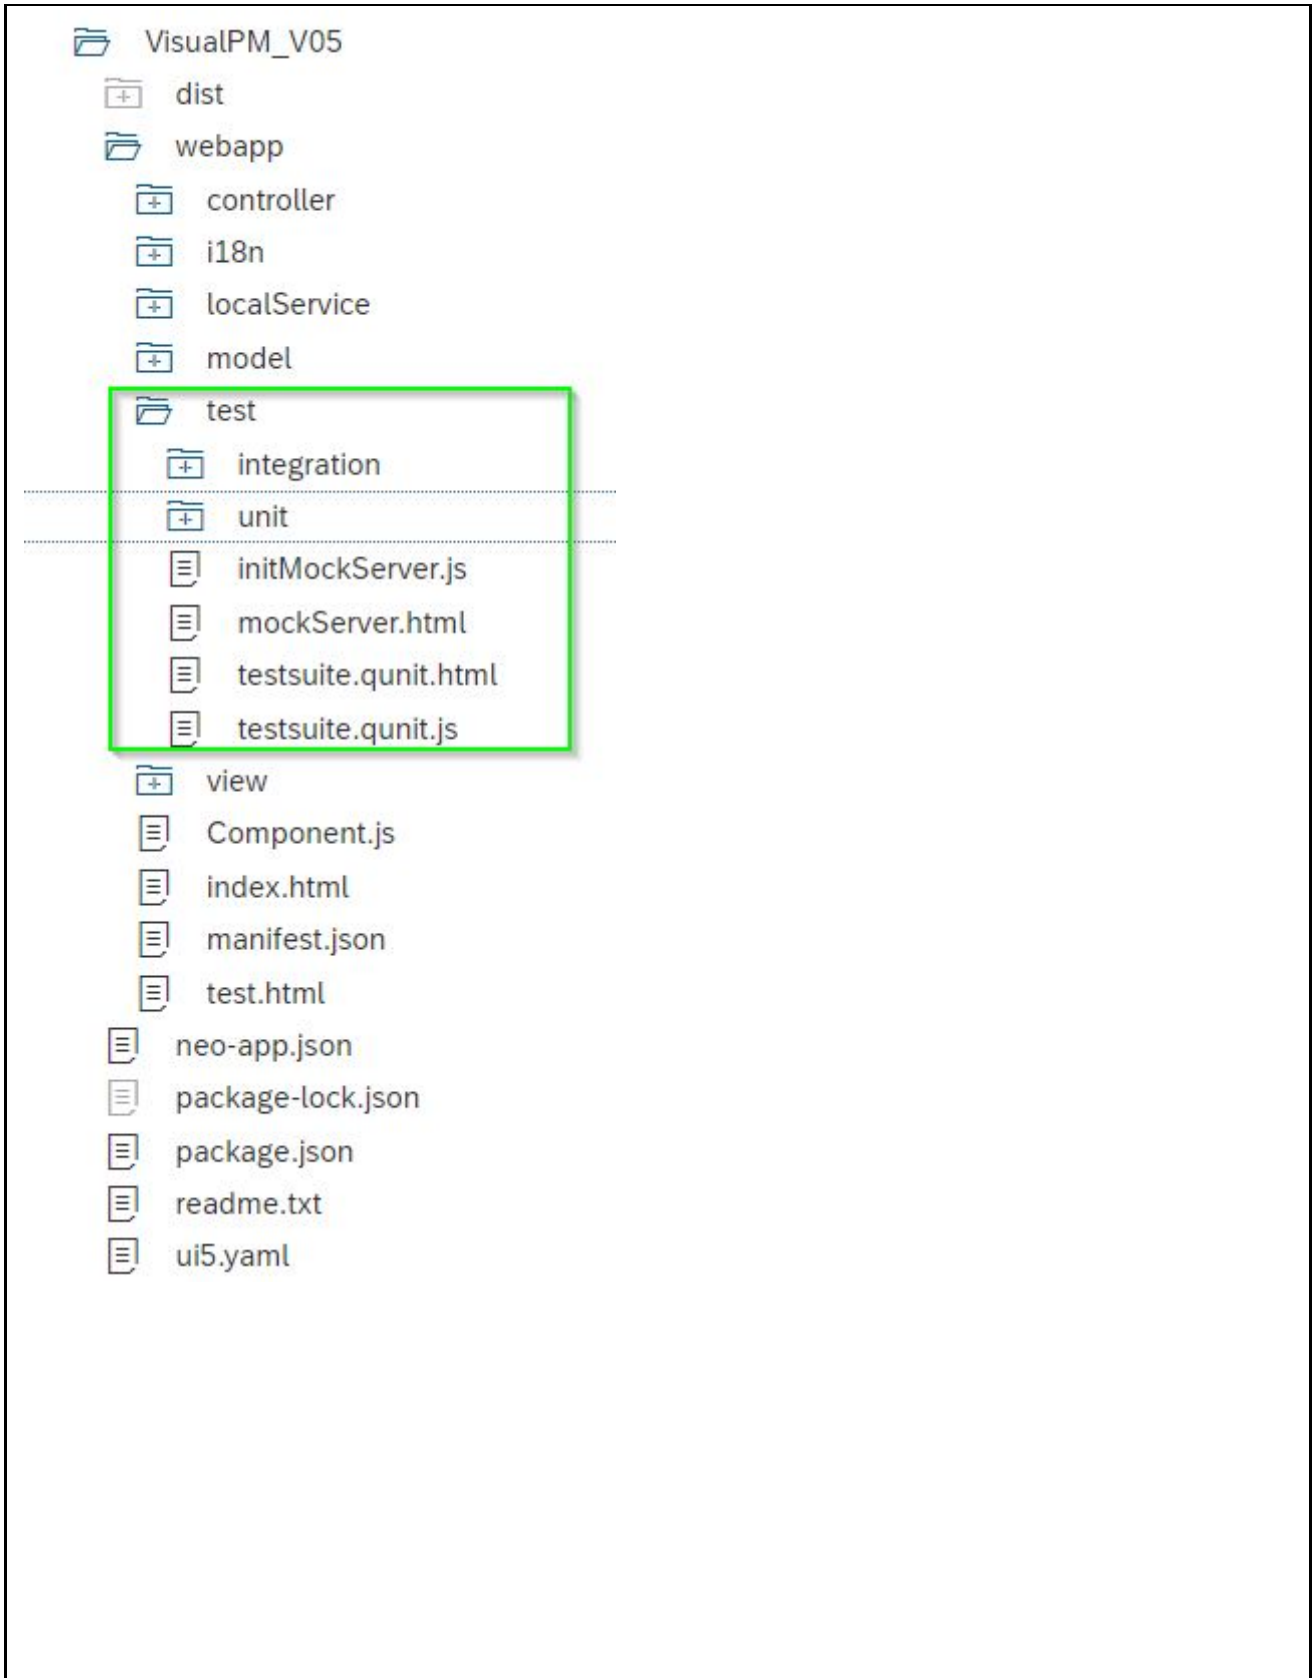 VisualPM_V05
dist
webapp
controller
i18n
localService
model
test
integration
unit
initMockServer.js
mockServer.html
testsuite.qunit.html
testsuite.qunit.js
view
Component.js
index.html
manifest.json
test.html
neo-app.json
package-lock.json
package.json
readme.txt
ui5.yaml